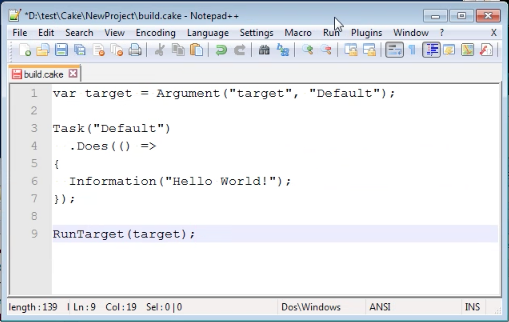 *D:\test\Cake\NewProject\build.cake - Notepad++
File Edit Search View Encoding Language Settings Macro Run Plugins Window ? X
build.cake
1 var target = Argument("target", "Default");
2
3 Task("Default")
4 .Does(() =>
5 {
6 Information("Hello World!");
7 });
8
9 RunTarget(target);
length : 139 l Ln : 9 Col : 19 Sel : 0 | 0 Dos\Windows ANSI INS